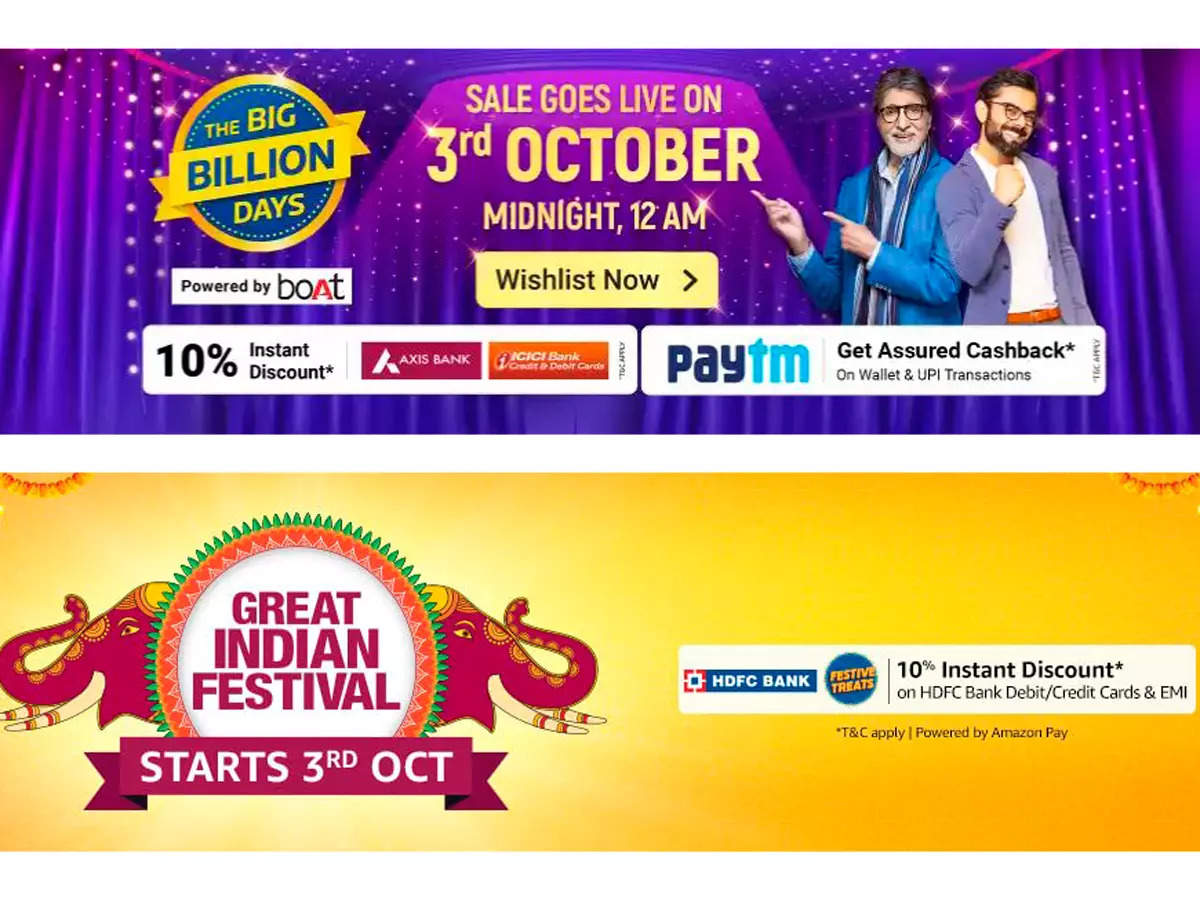 THE BIG
BILLION
DAYS
Powered by boAt
SALE GOES LIVE ON
3rd OCTOBER
MIDNIGHT, 12 AM
Wishlist Now
10% Instant
Discount*
AXIS BANK
ICICI Bank
Credit & Debit Cards
*T&C APPLY
paytm
Get Assured Cashback*
On Wallet & UPI Transactions
*T&C APPLY
GREAT
INDIAN
FESTIVAL
STARTS 3RD OCT
HDFC BANK
FESTIVE
TREATS
10% Instant Discount*
on HDFC Bank Debit/Credit Cards & EMI
*T&C apply | Powered by Amazon Pay